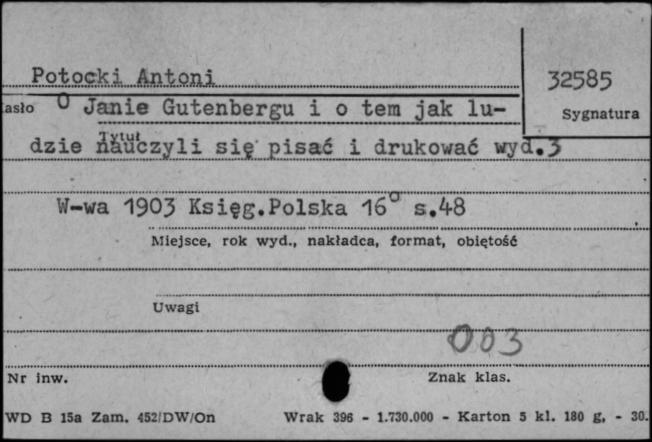 Potocki Antoni
32585
asło O Janie Gutenbergu i o tem jak lu-
Sygnatura
Tytuł
dzie nauczyli się pisać i drukować wyd.3
W-wa 1903 Księg.Polska 16° s.48
Miejsce, rok wyd., nakładca, format, obiętość
Uwagi
003
Nr inw.
Znak klas.
WD B 15a Zam. 452/DW/On
Wrak 396 - 1.730.000 - Karton 5 kl. 180 g, - 30.